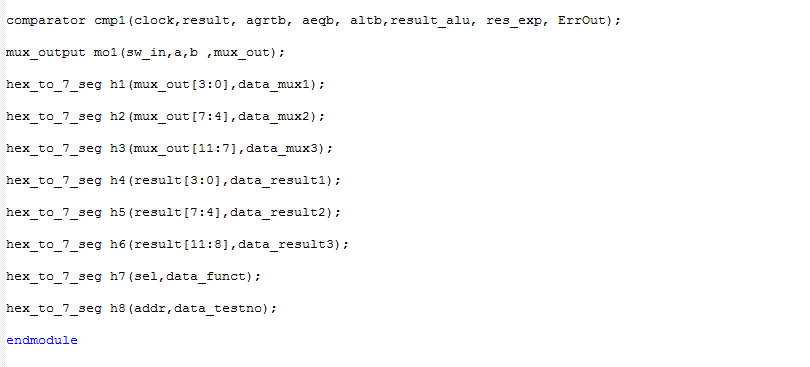 comparator cmp1(clock,result, agrtb, aeqb, altb,result_alu, res_exp, ErrOut);
mux_output mo1(sw_in,a,b ,mux_out);
hex_to_7_seg h1(mux_out[3:0],data_mux1);
hex_to_7_seg h2(mux_out[7:4],data_mux2);
hex_to_7_seg h3(mux_out[11:7],data_mux3);
hex_to_7_seg h4(result[3:0],data_result1);
hex_to_7_seg h5(result[7:4],data_result2);
hex_to_7_seg h6(result[11:8],data_result3);
hex_to_7_seg h7(sel,data_funct);
hex_to_7_seg h8(addr,data_testno);
endmodule